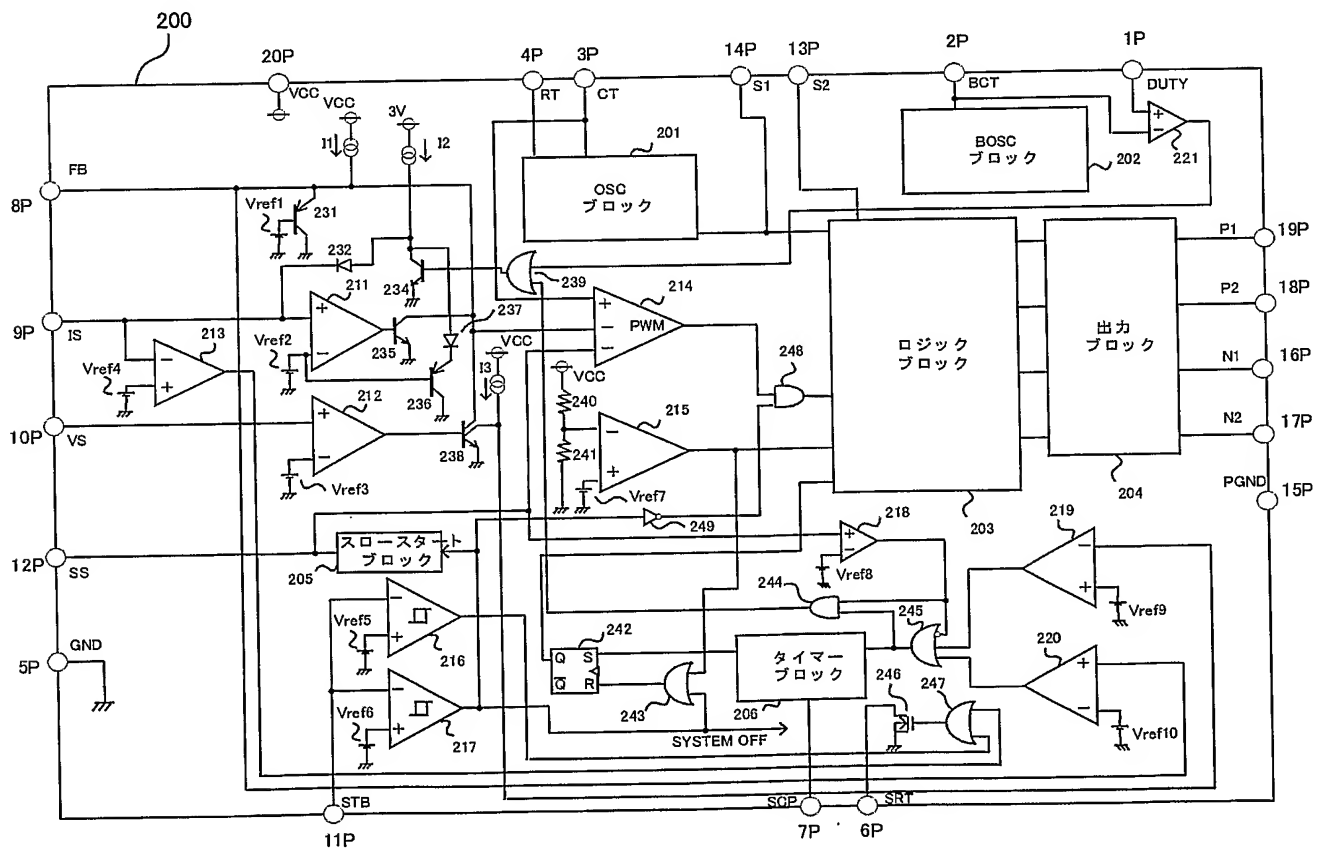 200
20P
4P
3P
14P
13P
2P
1P
VCC
RT
CT
S1
S2
BCT
DUTY
VCC
I1
3V
I2
201
OSC
ブロック
BOSC
ブロック
202
+
−
221
FB
8P
Vref1
231
232
234
239
P1
19P
P2
18P
N1
16P
N2
17P
PGND
15P
IS
9P
211
+
−
235
237
Vref2
236
213
−
+
Vref4
VCC
I3
214
+
−
−
PWM
VCC
240
241
248
ロジック
ブロック
203
出力
ブロック
204
VS
10P
212
+
−
238
Vref3
215
−
+
Vref7
249
SS
12P
スロースタート
ブロック
205
218
+
−
Vref8
219
−
+
Vref9
244
245
220
+
−
Vref10
GND
5P
Vref5
−
+
216
Vref6
−
+
217
242
Q
S
Q
R
243
タイマー
ブロック
206
246
247
SYSTEM OFF
STB
11P
SCP
7P
SRT
6P